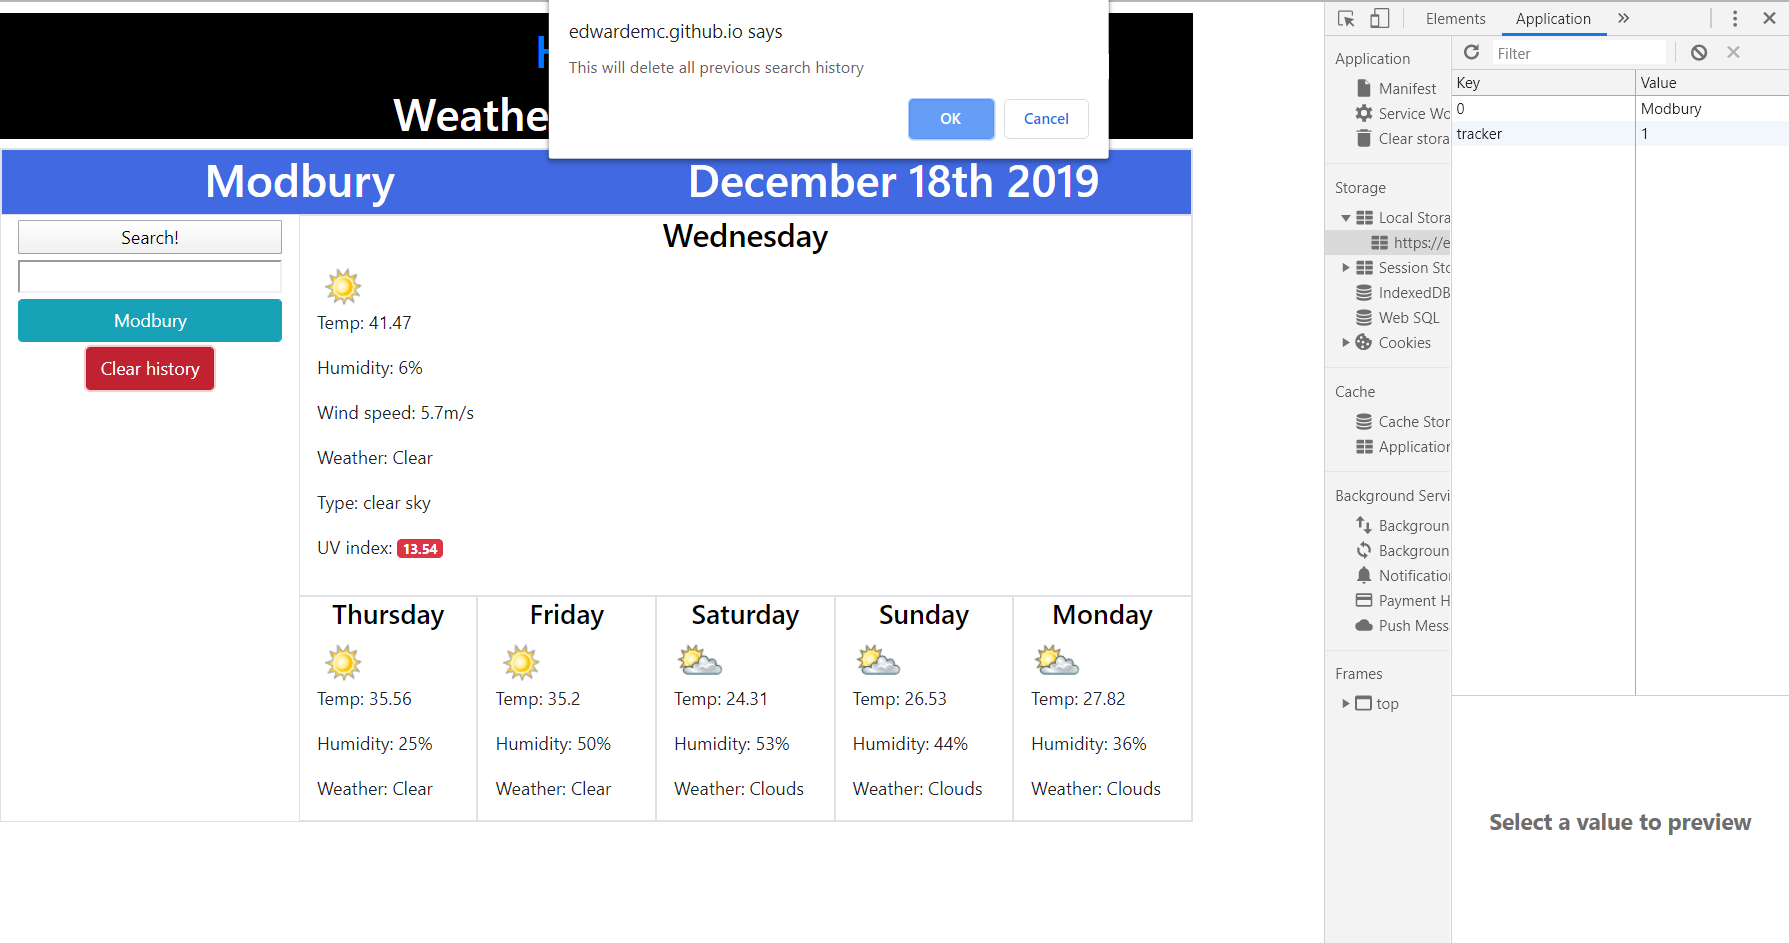 edwardemc.github.io says
This will delete all previous search history
OK Cancel
H
Weathe
Modbury December 18th 2019
Search!
Modbury
Clear history
Wednesday
Temp: 41.47
Humidity: 6%
Wind speed: 5.7m/s
Weather: Clear
Type: clear sky
UV index: 13.54
Thursday
Temp: 35.56
Humidity: 25%
Weather: Clear
Friday
Temp: 35.2
Humidity: 50%
Weather: Clear
Saturday
Temp: 24.31
Humidity: 53%
Weather: Clouds
Sunday
Temp: 26.53
Humidity: 44%
Weather: Clouds
Monday
Temp: 27.82
Humidity: 36%
Weather: Clouds
Elements Application »
Application
Manifest
Service Wo
Clear stora
Storage
Local Stora
https://e
Session Sto
IndexedDB
Web SQL
Cookies
Cache
Cache Stor
Application
Background Servi
Backgroun
Backgroun
Notification
Payment H
Push Mess
Frames
top
Filter
Key Value
0 Modbury
tracker 1
Select a value to preview